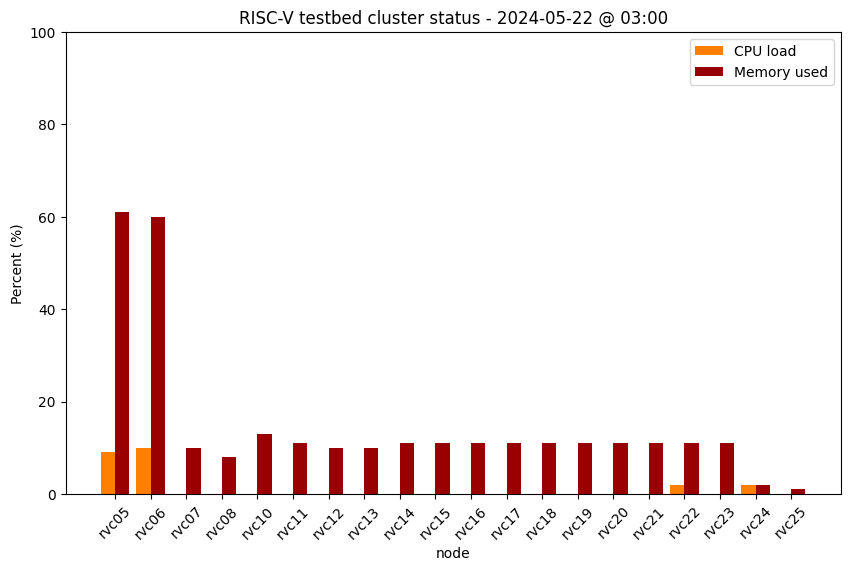 RISC-V testbed cluster status - 2024-05-22 @ 03:00
CPU load
Memory used
Percent (%)
100
80
60
40
20
0
rvc05 rvc06 rvc07 rvc08 rvc10 rvc11 rvc12 rvc13 rvc14 rvc15 rvc16 rvc17 rvc18 rvc19 rvc20 rvc21 rvc22 rvc23 rvc24 rvc25
node